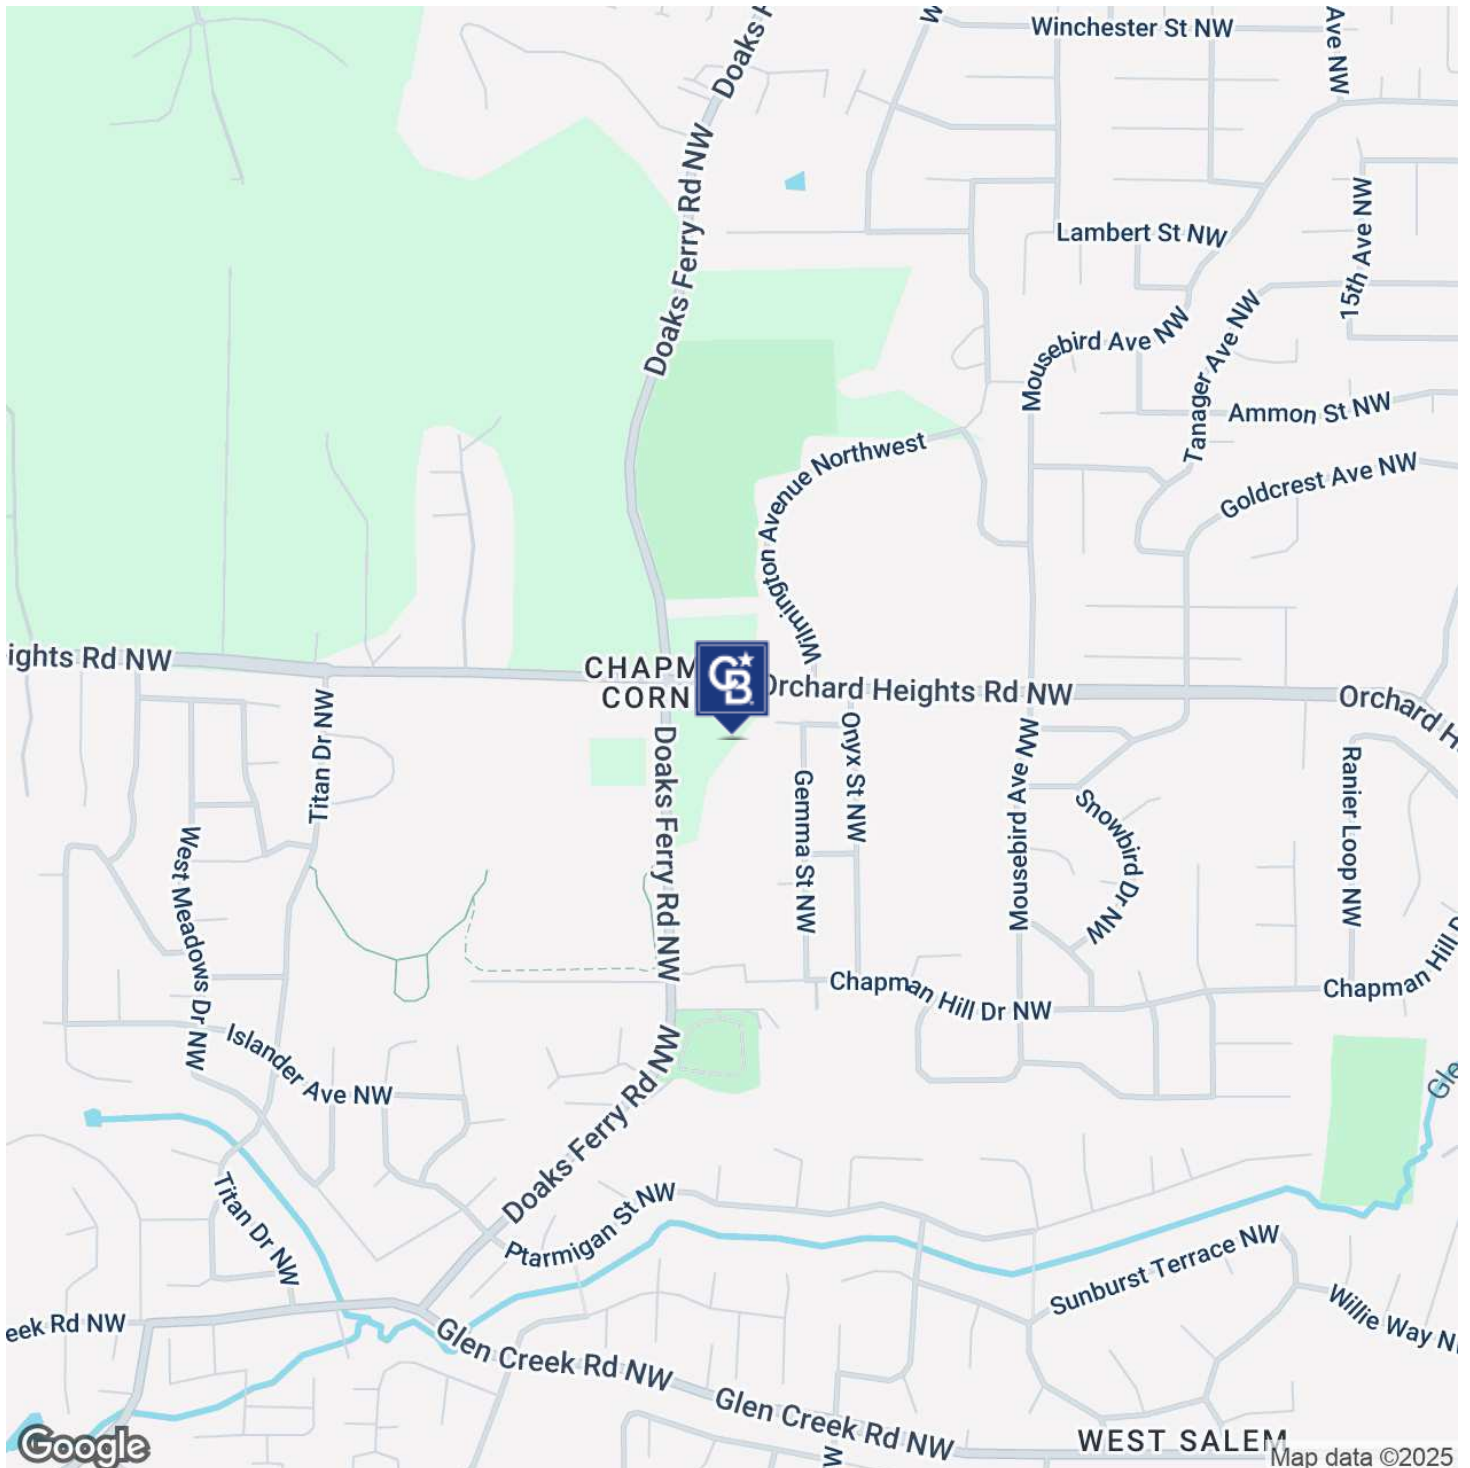 Winchester St NW
Ave NW
Doaks F
W
Doaks Ferry Rd NW
Lambert St NW
15th Ave NW
Mousebird Ave NW
Tanager Ave NW
Ammon St NW
Goldcrest Ave NW
Wilmington Avenue Northwest
ights Rd NW
CHAPM
CORN
CB
Orchard Heights Rd NW
Orchard H
Titan Dr NW
Doaks Ferry Rd NW
Onyx St NW
Gemma St NW
Mousebird Ave NW
Snowbird Dr NW
Ranier Loop NW
West Meadows Dr NW
Chapman Hill Dr NW
Chapman Hill D
Islander Ave NW
Doaks Ferry Rd NW
Gle
Titan Dr NW
Ptarmigan St NW
Sunburst Terrace NW
Willie Way N
eek Rd NW
Glen Creek Rd NW
Glen Creek Rd NW
W
WEST SALEM
Google
Map data ©2025